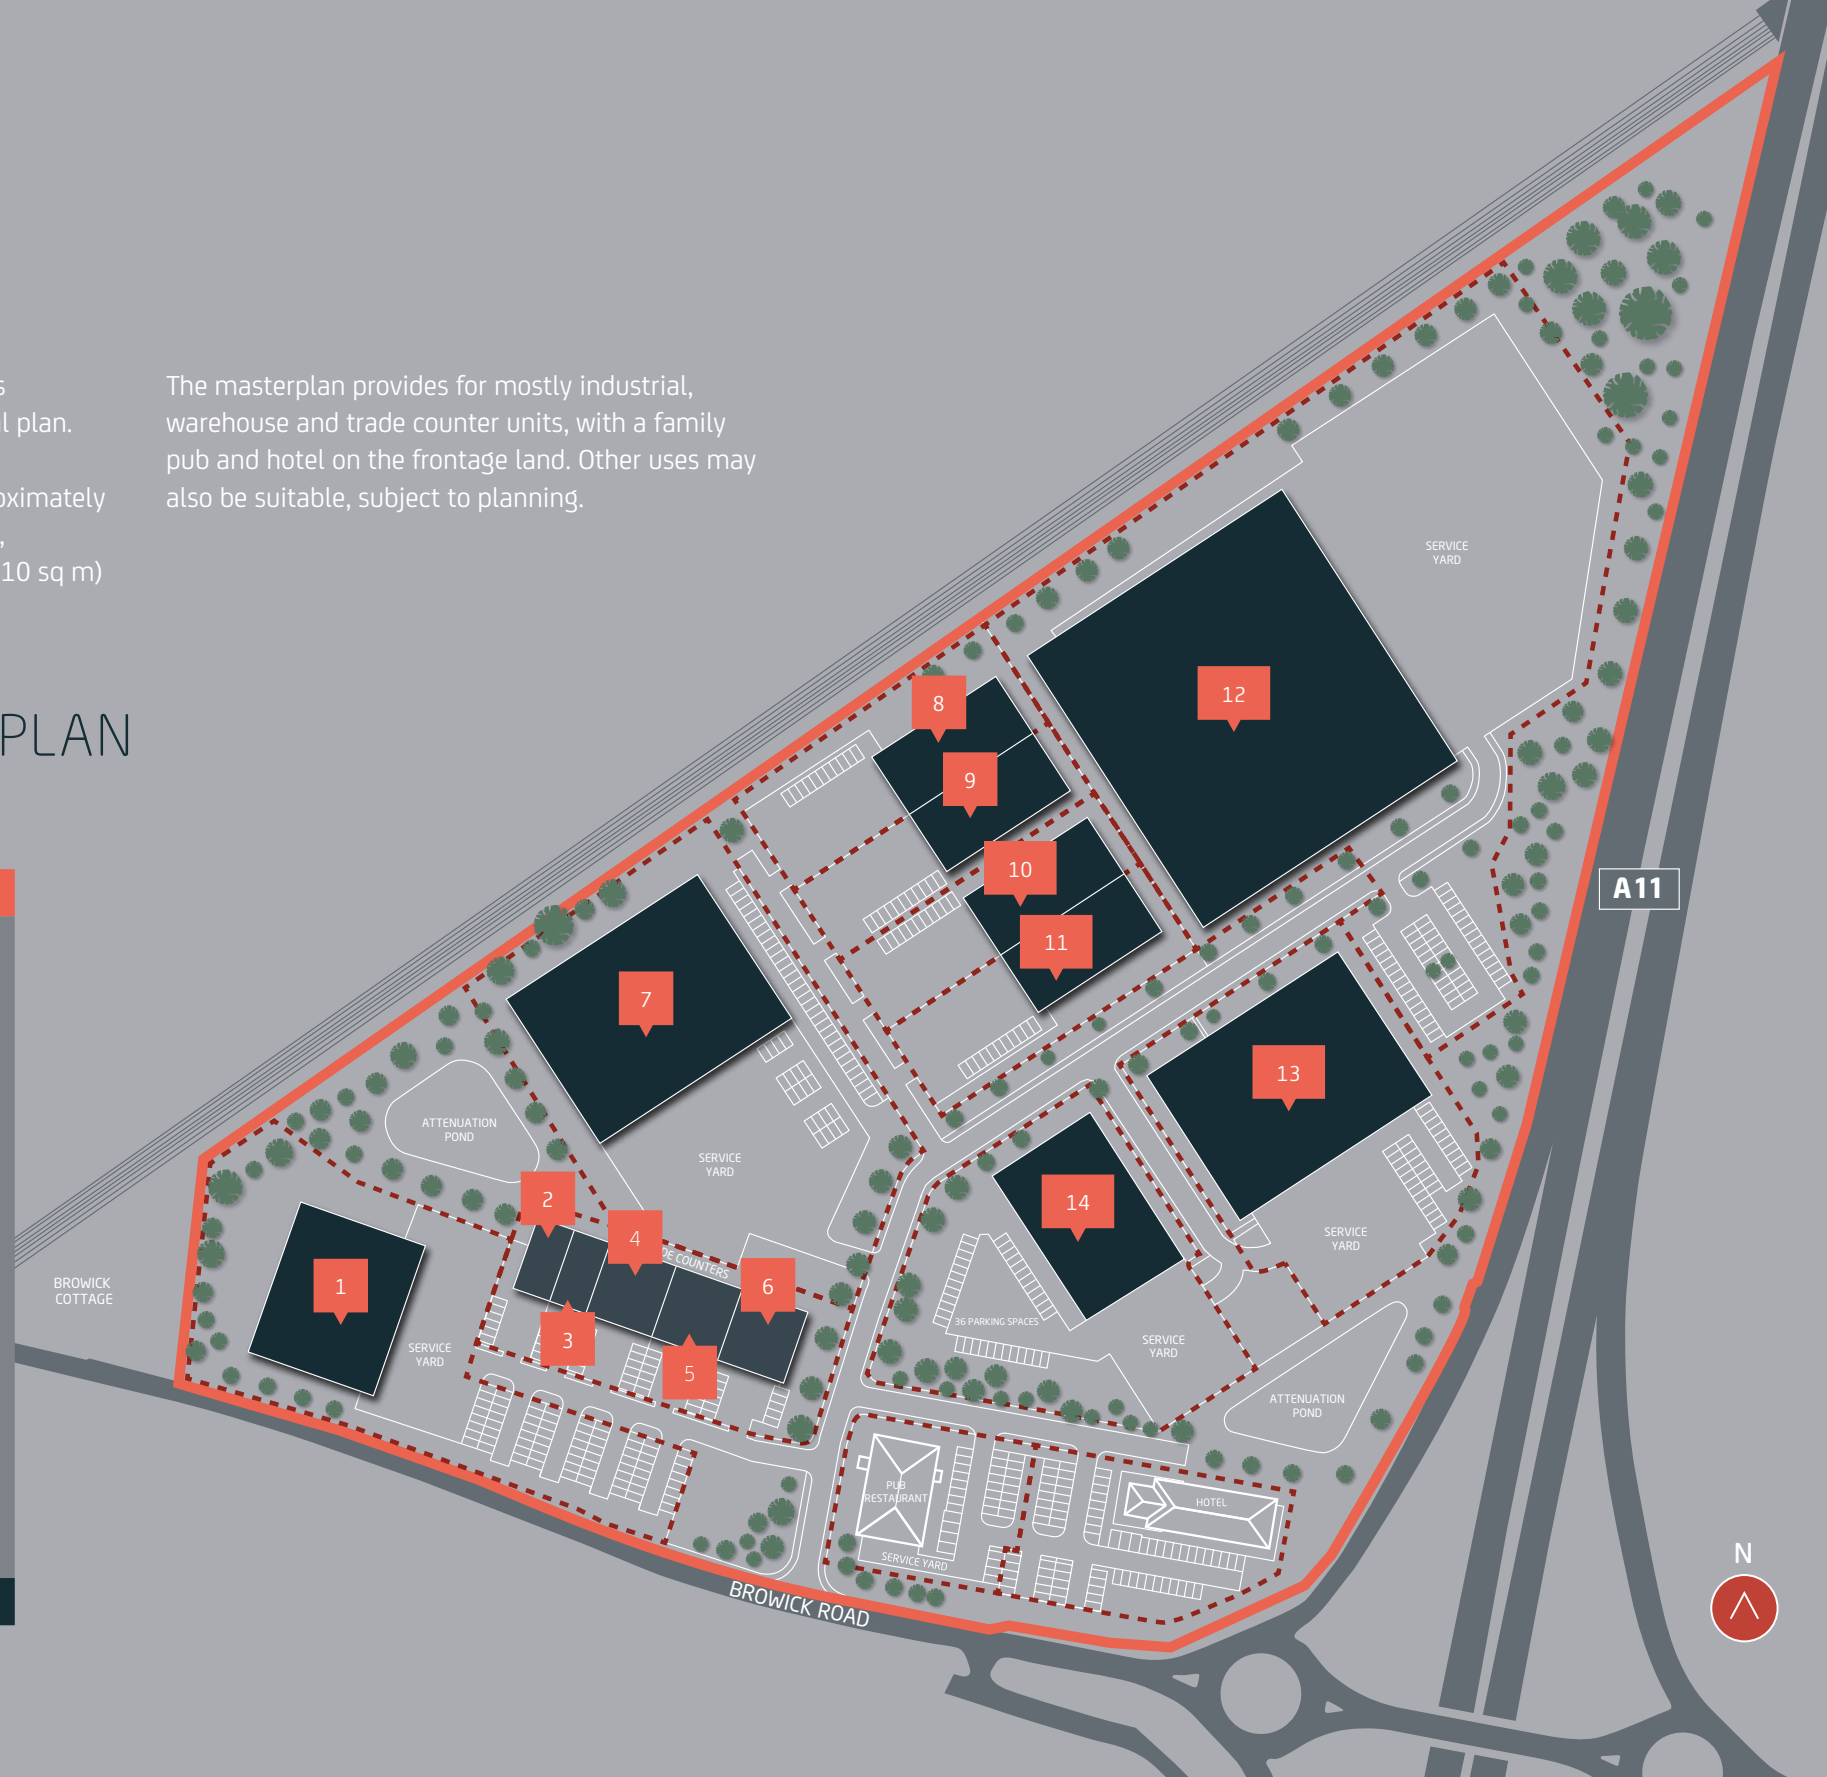 s
l plan.
oximately
,
10 sq m)
The masterplan provides for mostly industrial,
warehouse and trade counter units, with a family
pub and hotel on the frontage land. Other uses may
also be suitable, subject to planning.
PLAN
SERVICE
YARD
8
12
9
10
11
A11
7
13
ATTENUATION
POND
SERVICE
YARD
2
14
4
DE COUNTERS
SERVICE
YARD
BROWICK
COTTAGE
1
6
3
5
36 PARKING SPACES
SERVICE
YARD
SERVICE
YARD
ATTENUATION
POND
PUB
RESTAURANT
HOTEL
SERVICE YARD
BROWICK ROAD
N